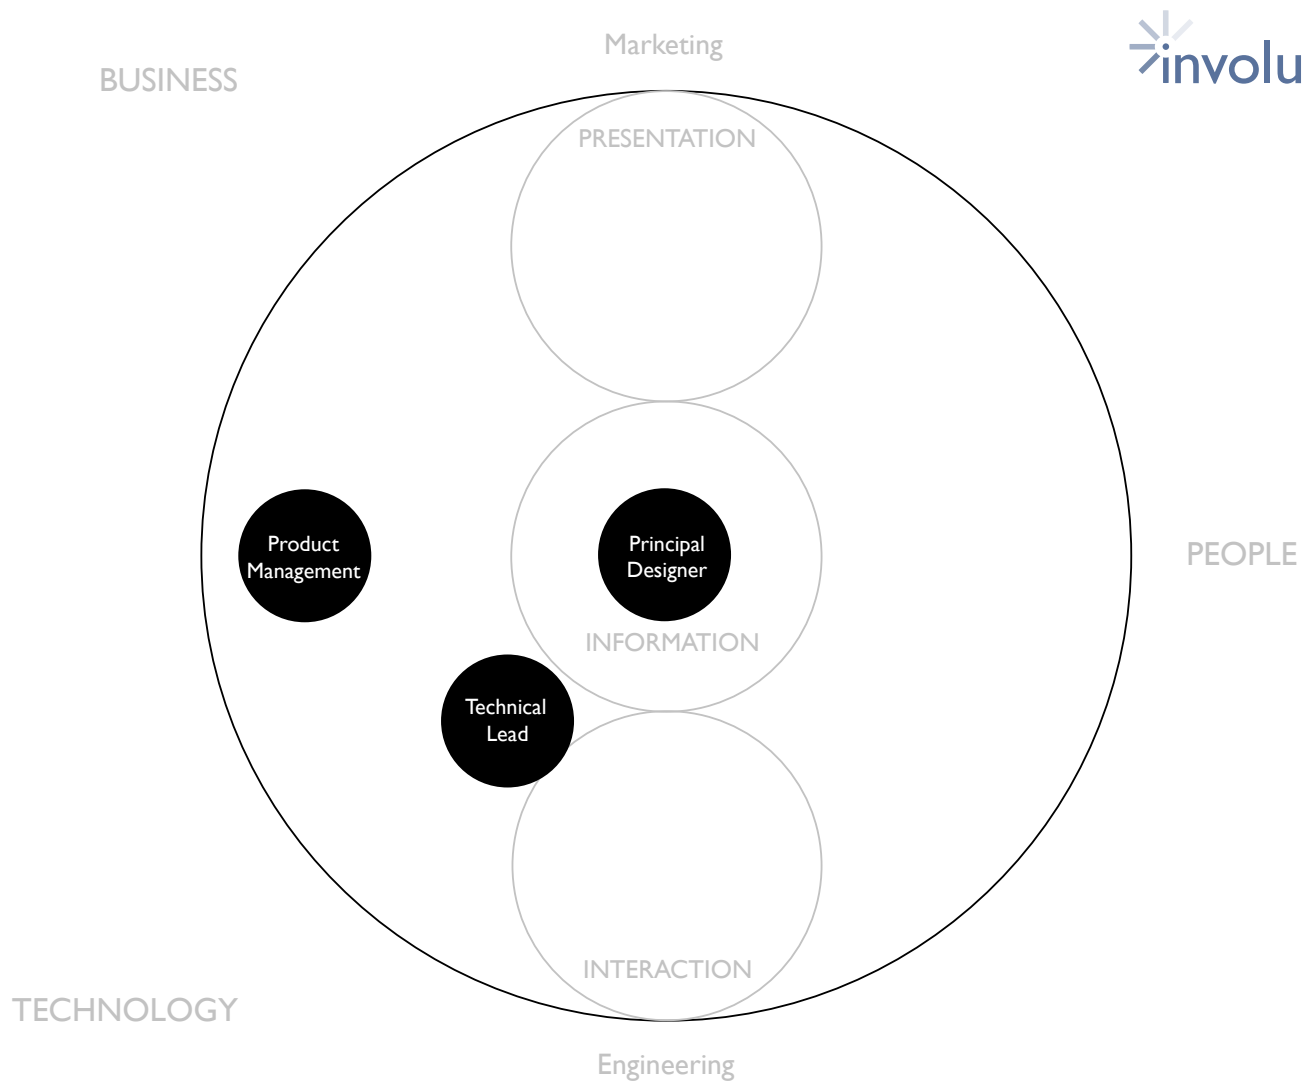 Marketing
BUSINESS
involu
PRESENTATION
Product
Management
Principal
Designer
PEOPLE
INFORMATION
Technical
Lead
INTERACTION
TECHNOLOGY
Engineering